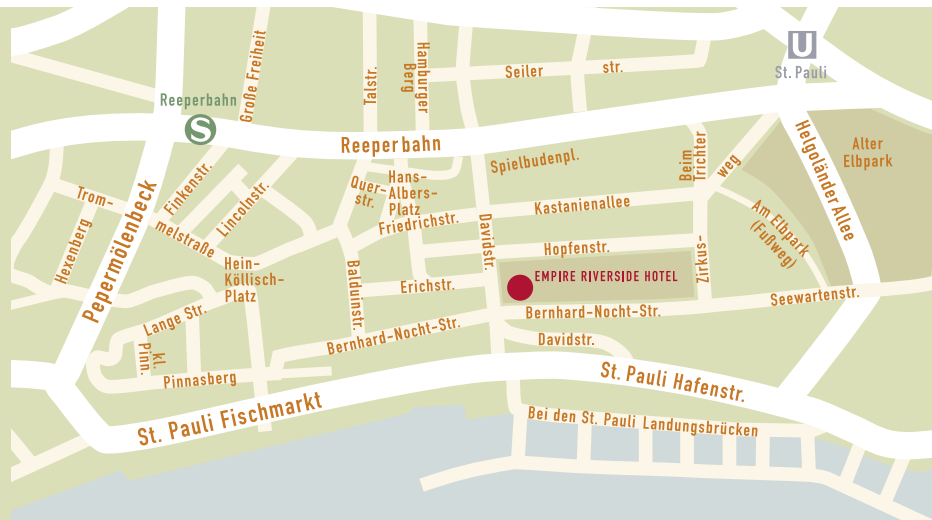 U
St. Pauli
Große Freiheit
Talstr.
Hamburger
Berg
Seiler
str.
Reeperbahn
S
Reeperbahn
Spielbudenpl.
Beim
Trichter
weg
Helgoländer Allee
Alter
Elbpark
Trom-
melstraße
Hexenberg
Pepermölenbeck
Finkenstr.
Lincolnstr.
Quer-
str.
Hans-
Albers-
Platz
Friedrichstr.
Davidstr.
Kastanienallee
Hopfenstr.
Zirkus-
Am Elbpark
(Fußweg)
Hein-
Köllisch-
Platz
Balduinstr.
Erichstr.
EMPIRE RIVERSIDE HOTEL
Seewartenstr.
Bernhard-Nocht-Str.
Lange Str.
Bernhard-Nocht-Str.
Davidstr.
kl.
Pinn.
Pinnasberg
St. Pauli Hafenstr.
St. Pauli Fischmarkt
Bei den St. Pauli Landungsbrücken